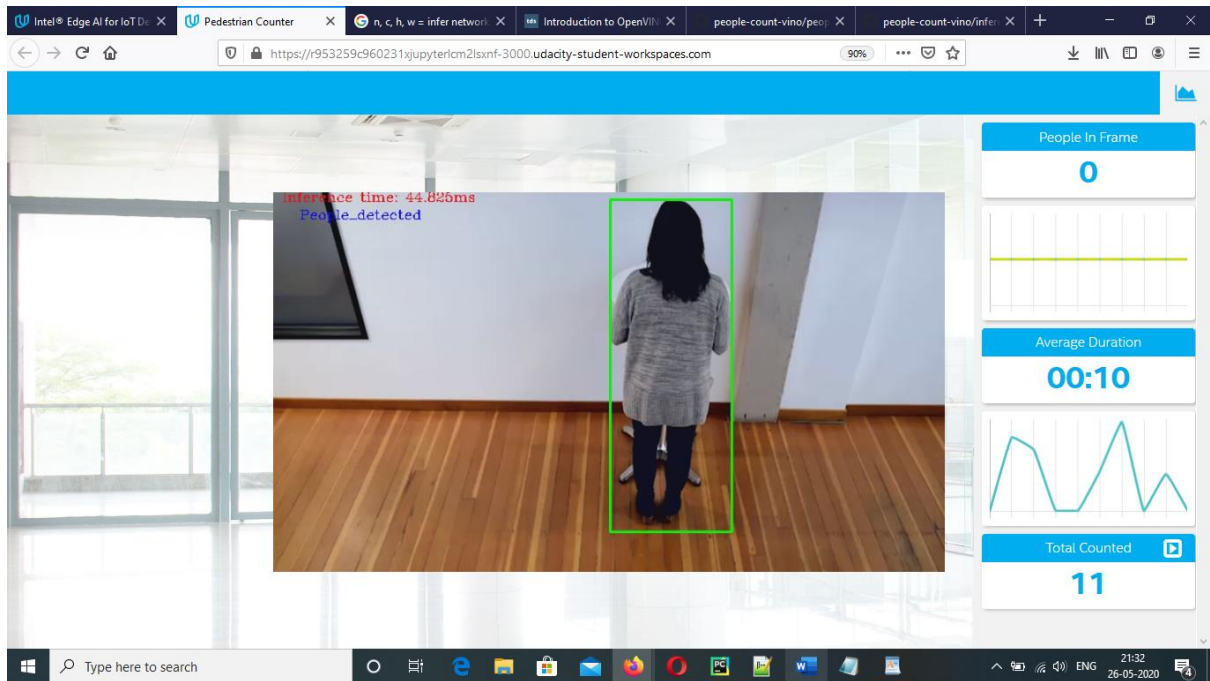 Intel® Edge AI for IoT De
Pedestrian Counter
n, c, h, w = infer network
tds Introduction to OpenVIN
people-count-vino/peop
people-count-vino/infer
https://r953259c960231xjupyterlcm2lsxnf-3000.udacity-student-workspaces.com
90%
People In Frame
0
Inference time: 44.825ms
People_detected
Average Duration
00:10
Total Counted
11
Type here to search
ENG
21:32
26-05-2020
4